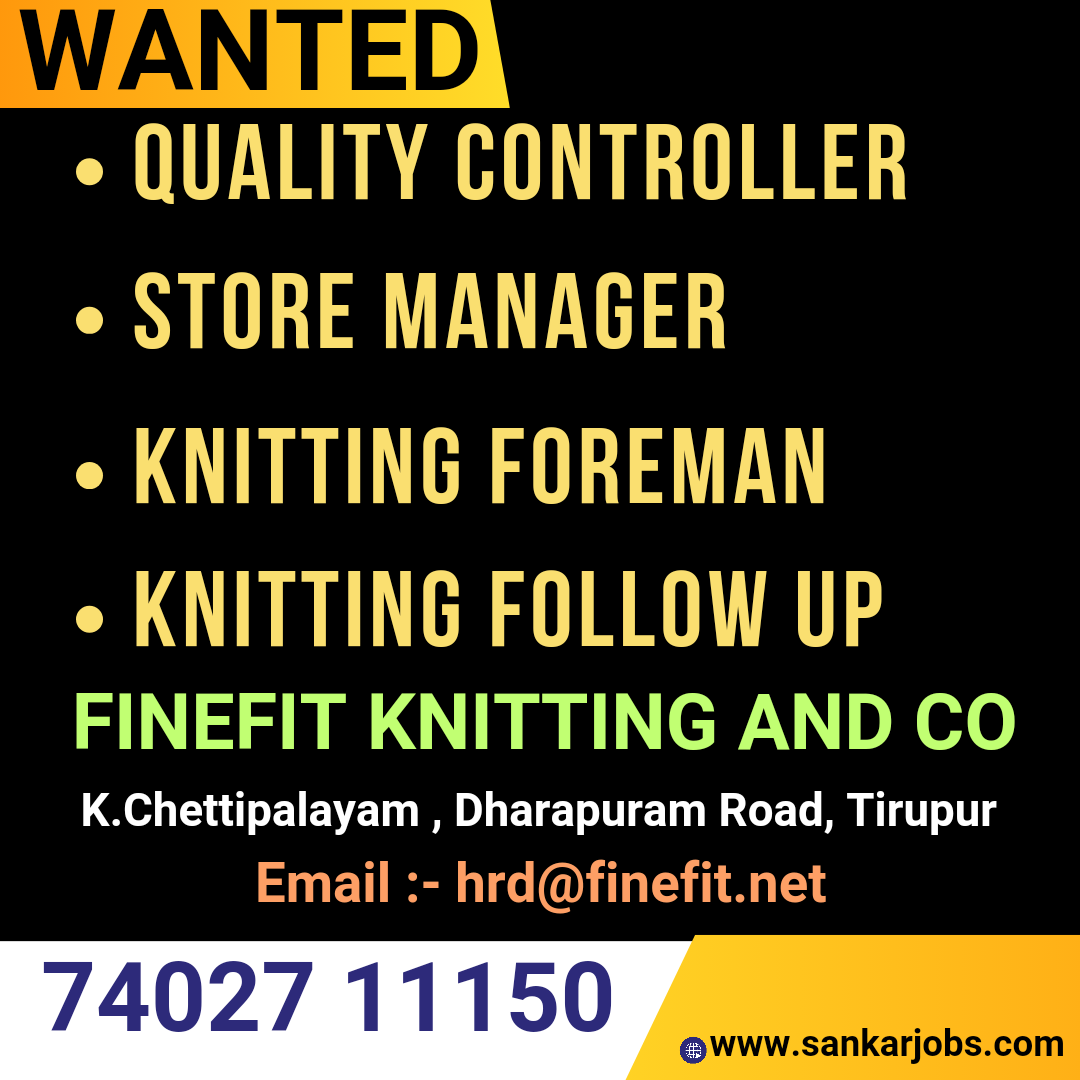 WANTED
• QUALITY CONTROLLER
• STORE MANAGER
• KNITTING FOREMAN
• KNITTING FOLLOW UP
FINEFIT KNITTING AND CO
K.Chettipalayam , Dharapuram Road, Tirupur
Email :- hrd@finefit.net
74027 11150
www.sankarjobs.com